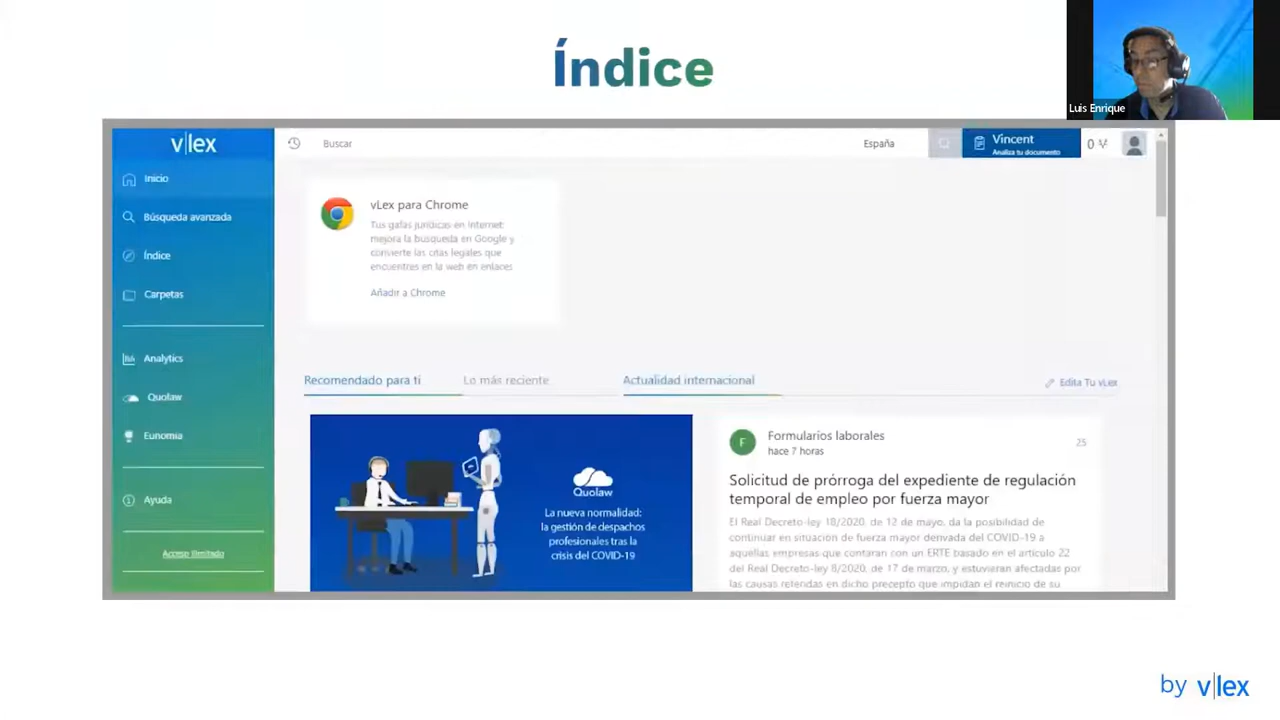 Índice
Luis Enrique
v|lex
Buscar
España
Vincent
Analiza tu documento
0
Inicio
Búsqueda avanzada
Índice
Carpetas
Analytics
Quolaw
Eunomia
Ayuda
Acceso Ilimitado
vLex para Chrome
Tus gafas jurídicas en Internet:
mejora la busqueda en Google y
convierte las citas legales que
encuentres en la web en enlaces
Añadir a Chrome
Recomendado para ti
Lo más reciente
Actualidad internacional
Edita Tu vLex
Quolaw
La nueva normalidad:
la gestión de despachos
profesionales tras la
crisis del COVID-19
F
Formularios laborales
hace 7 horas
25
Solicitud de prórroga del expediente de regulación
temporal de empleo por fuerza mayor
El Real Decreto-ley 18/2020, de 12 de mayo, da la posibilidad de
continuar en situación de fuerza mayor derivada del COVID-19 a
aquellas empresas que contaran con un ERTE basado en el artículo 22
del Real Decreto-ley 8/2020, de 17 de marzo, y estuvieran afectadas por
las causas referidas en dicho precepto que impidan el reinicio de su
by v|lex